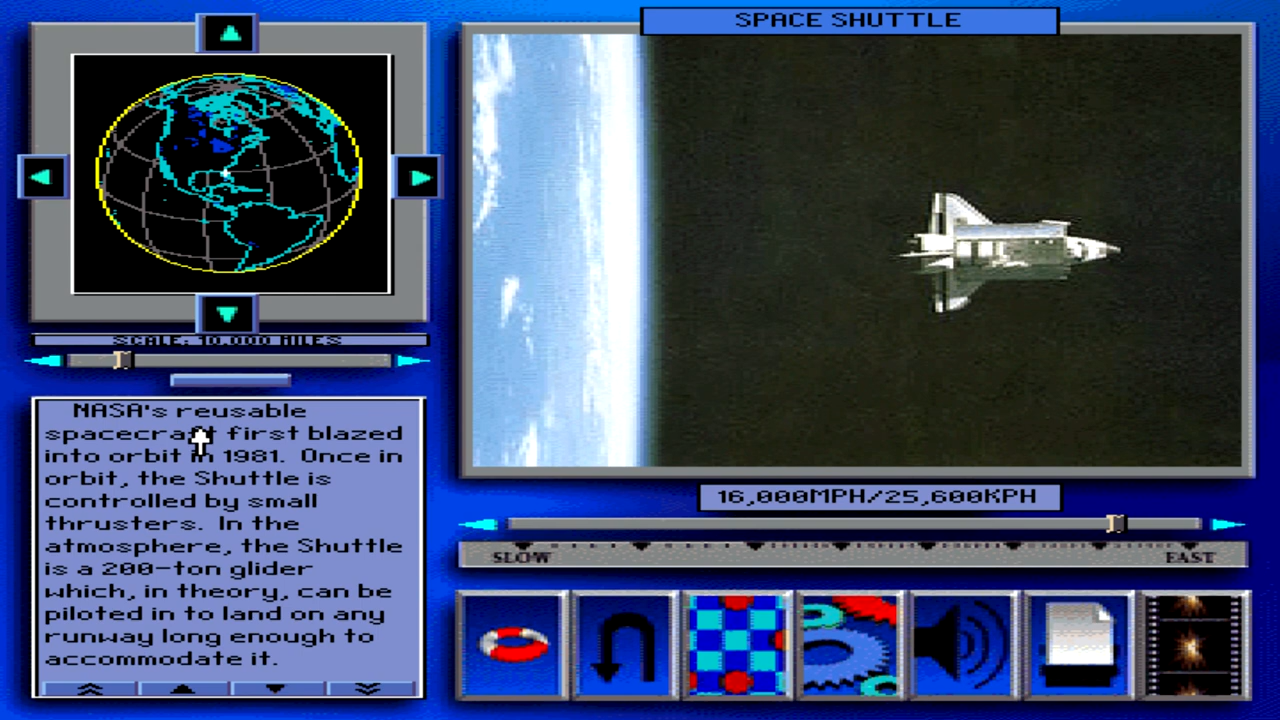 SPACE SHUTTLE
SCALE: 10,000 MILES
NASA's reusable
spacecraft first blazed
into orbit in 1981. Once in
orbit, the Shuttle is
controlled by small
thrusters. In the
atmosphere, the Shuttle
is a 200-ton glider
which, in theory, can be
piloted in to land on any
runway long enough to
accommodate it.
16,000MPH/25,600KPH
SLOW FAST